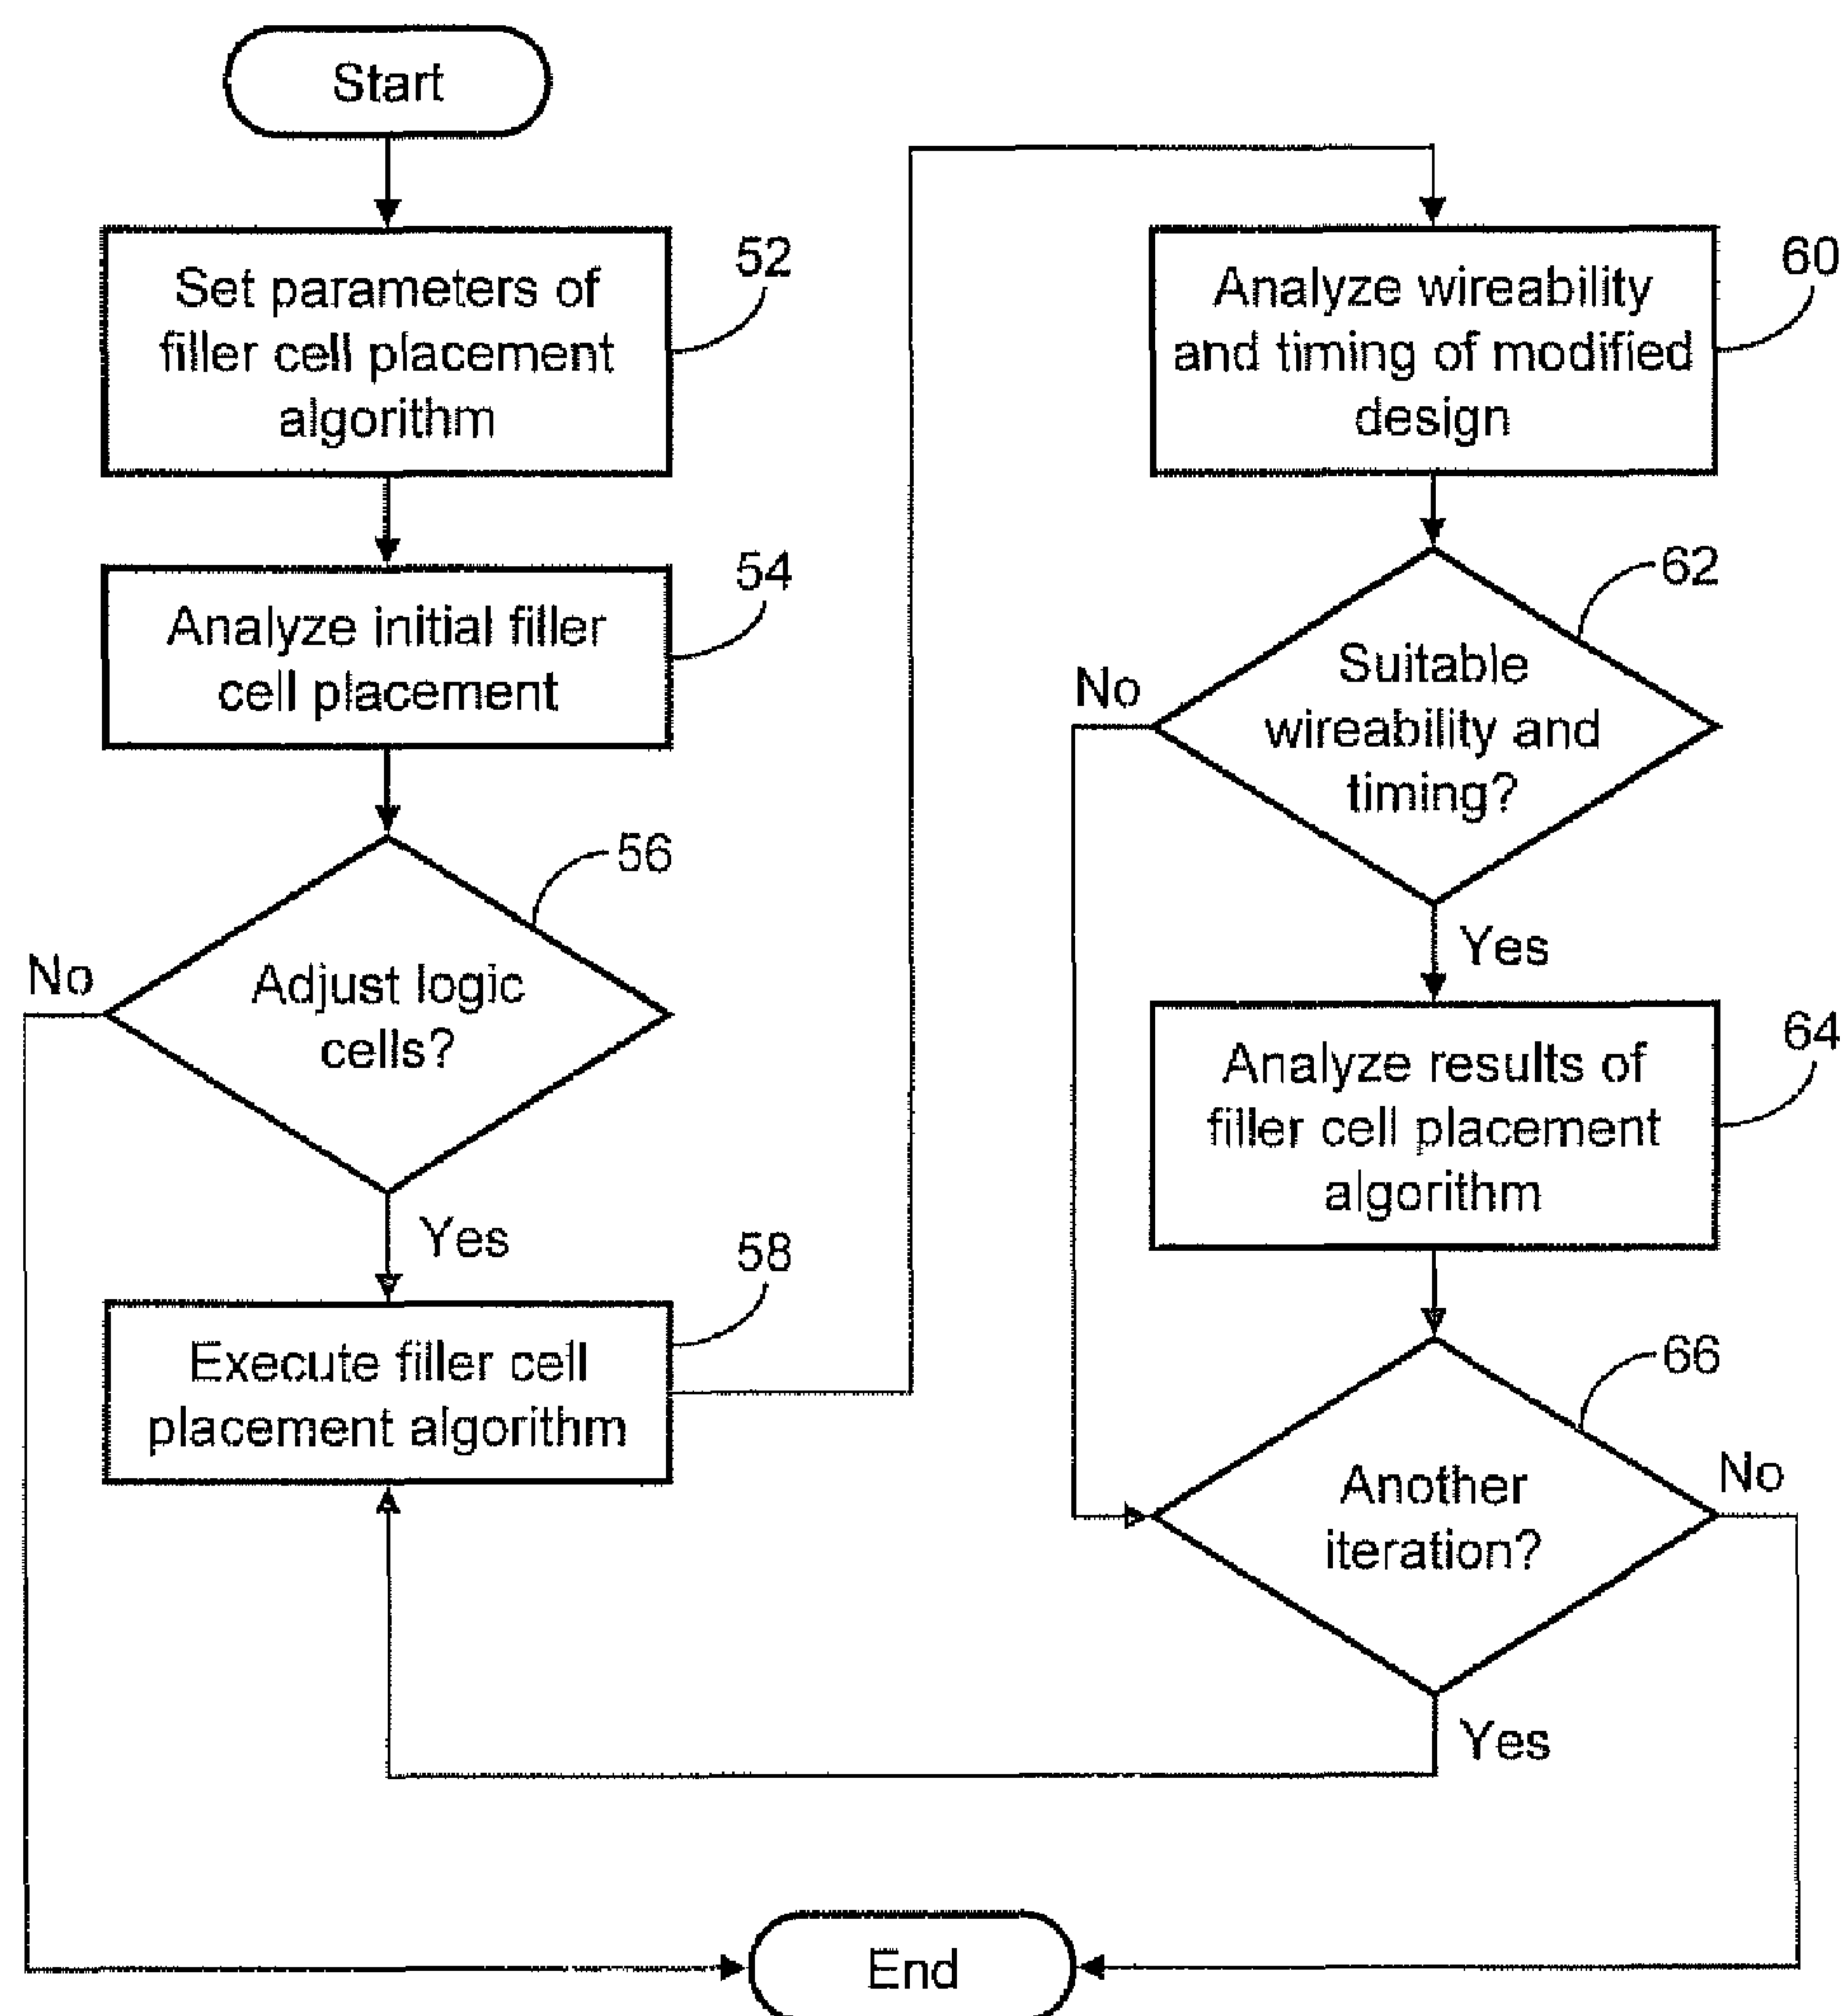 Start
Set parameters of
filler cell placement
algorithm
52
Analyze initial filler
cell placement
54
Adjust logic
cells?
56
No
Yes
Execute filler cell
placement algorithm
58
Analyze wireability
and timing of modified
design
60
Suitable
wireability and
timing?
62
No
Yes
Analyze results of
filler cell placement
algorithm
64
Another
iteration?
66
No
Yes
End